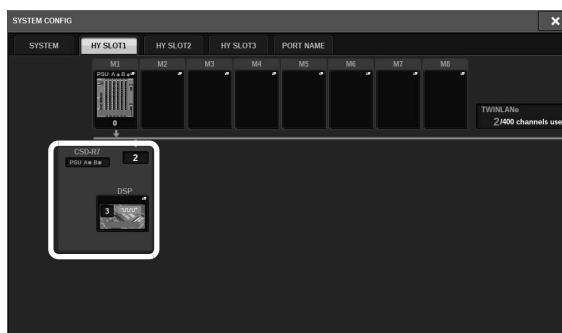 SYSTEM CONFIG
SYSTEM HY SLOT1 HY SLOT2 HY SLOT3 PORT NAME
M1 M2 M3 M4 M5 M6 M7 M8
PSU A B
0
TWINLANe
2/400 channels use
CSD-R7
PSU A B
2
DSP
3